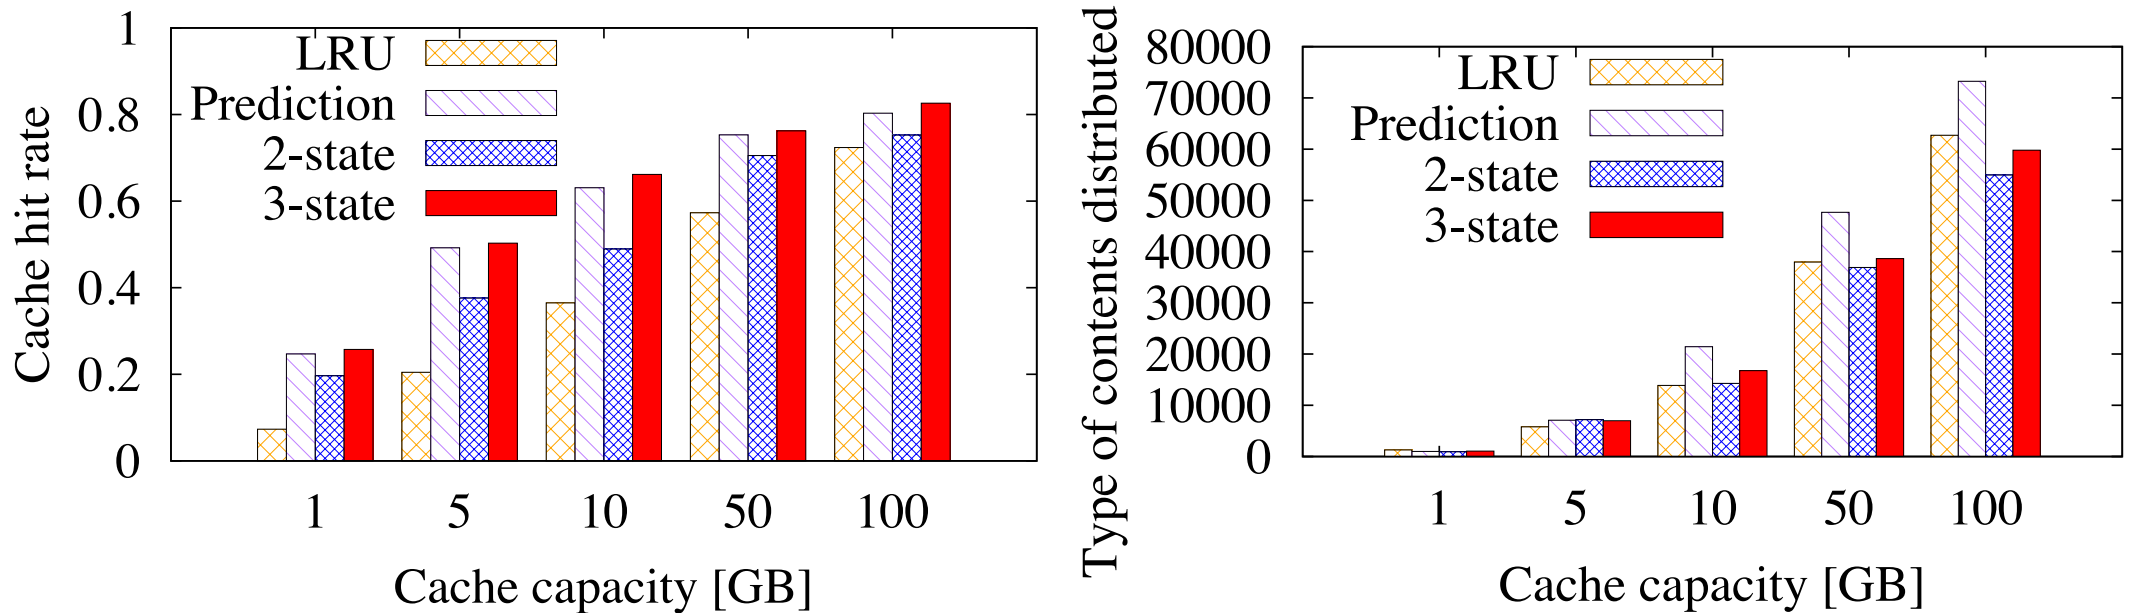 Cache hit rate
1
0.8
0.6
0.4
0.2
0
LRU
Prediction
2-state
3-state
1 5 10 50 100
Cache capacity [GB]
Type of contents distributed
80000
70000
60000
50000
40000
30000
20000
10000
0
LRU
Prediction
2-state
3-state
1 5 10 50 100
Cache capacity [GB]